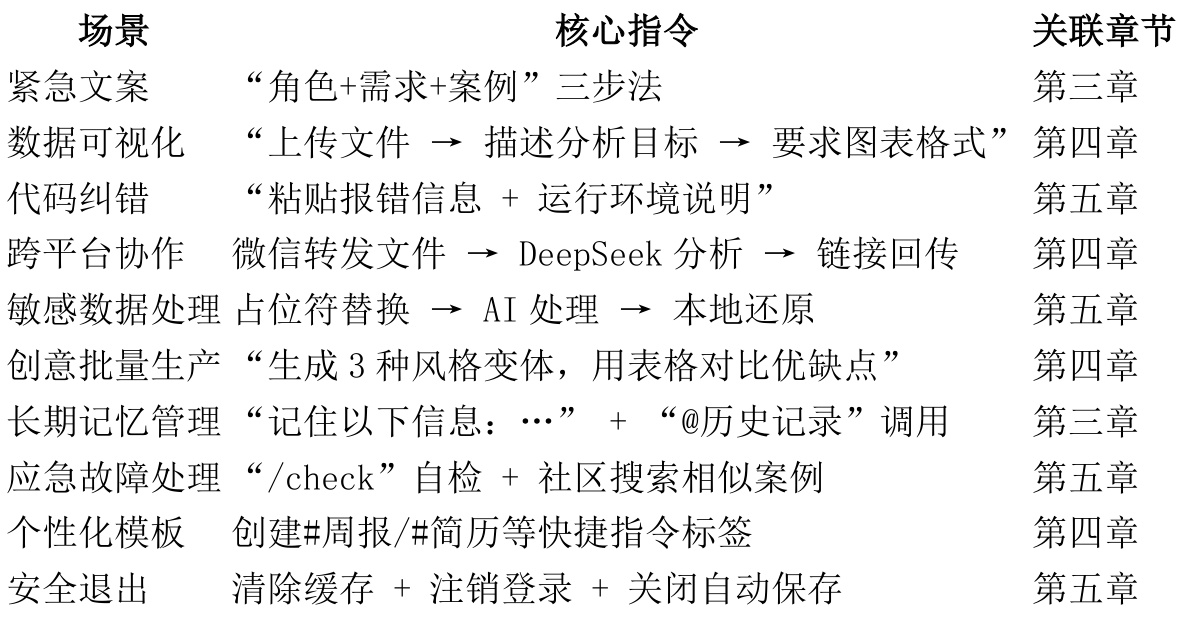 场景 核心指令 关联章节
紧急文案 “角色+需求+案例”三步法 第三章
数据可视化 “上传文件 → 描述分析目标 → 要求图表格式” 第四章
代码纠错 “粘贴报错信息 + 运行环境说明” 第五章
跨平台协作 微信转发文件 → DeepSeek 分析 → 链接回传 第四章
敏感数据处理 占位符替换 → AI 处理 → 本地还原 第五章
创意批量生产 “生成 3 种风格变体，用表格对比优缺点” 第四章
长期记忆管理 “记住以下信息：…” + “@历史记录”调用 第三章
应急故障处理 “/check”自检 + 社区搜索相似案例 第五章
个性化模板 创建#周报/#简历等快捷指令标签 第四章
安全退出 清除缓存 + 注销登录 + 关闭自动保存 第五章